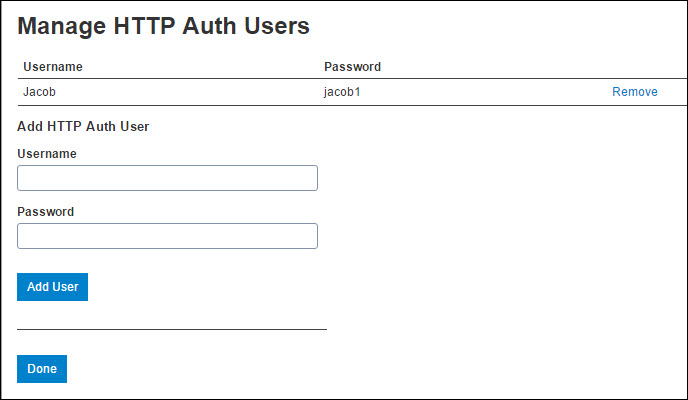 Manage HTTP Auth Users
Username Password
Jacob jacob1 Remove
Add HTTP Auth User
Username
Password
Add User
Done